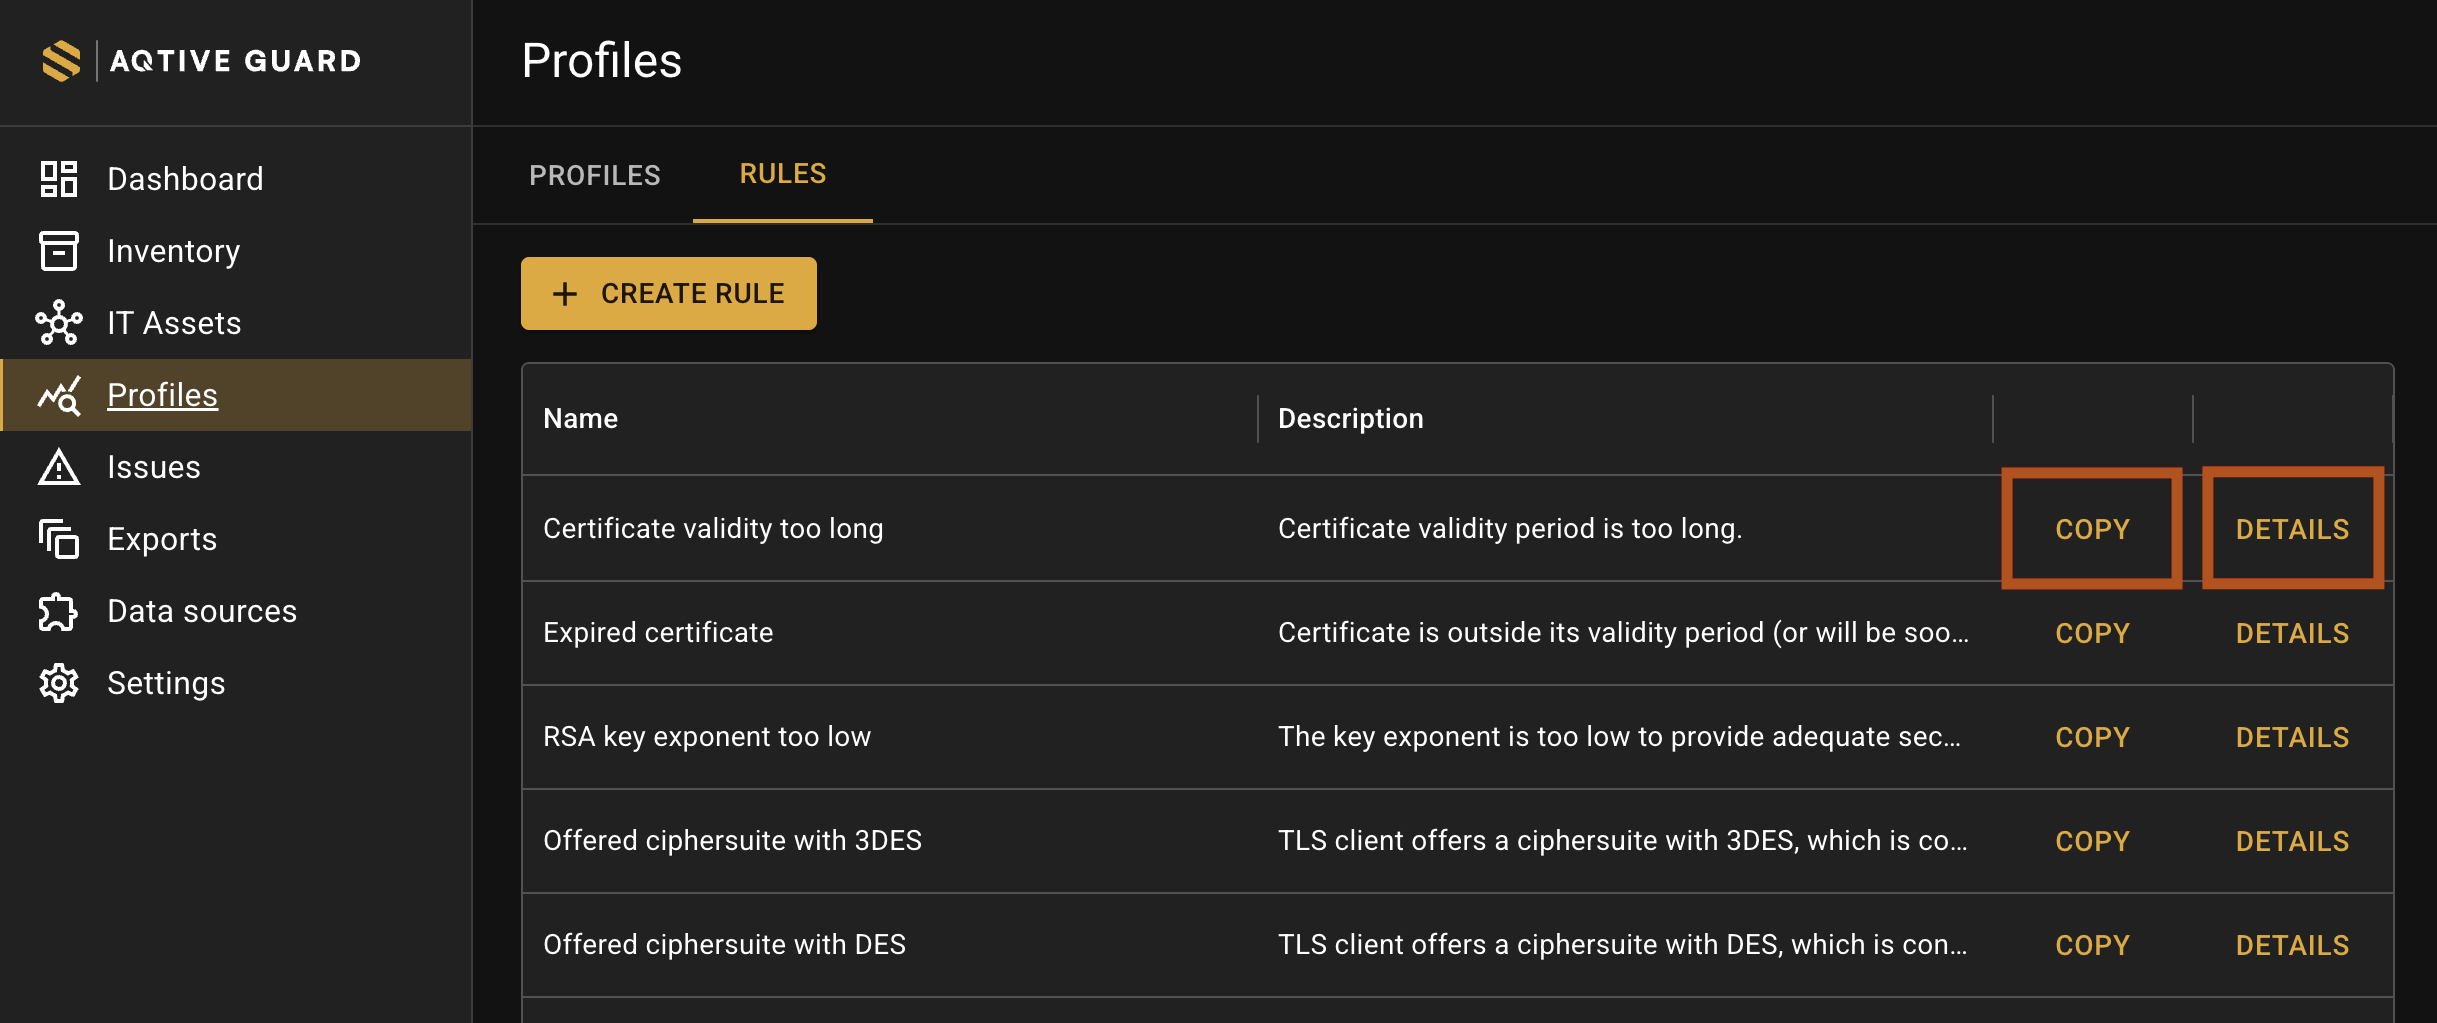 AQTIVE GUARD
Profiles
Dashboard
Inventory
IT Assets
Profiles
Issues
Exports
Data sources
Settings
PROFILES RULES
+ CREATE RULE
Name Description
Certificate validity too long Certificate validity period is too long. COPY DETAILS
Expired certificate Certificate is outside its validity period (or will be soo... COPY DETAILS
RSA key exponent too low The key exponent is too low to provide adequate sec... COPY DETAILS
Offered ciphersuite with 3DES TLS client offers a ciphersuite with 3DES, which is co... COPY DETAILS
Offered ciphersuite with DES TLS client offers a ciphersuite with DES, which is con... COPY DETAILS